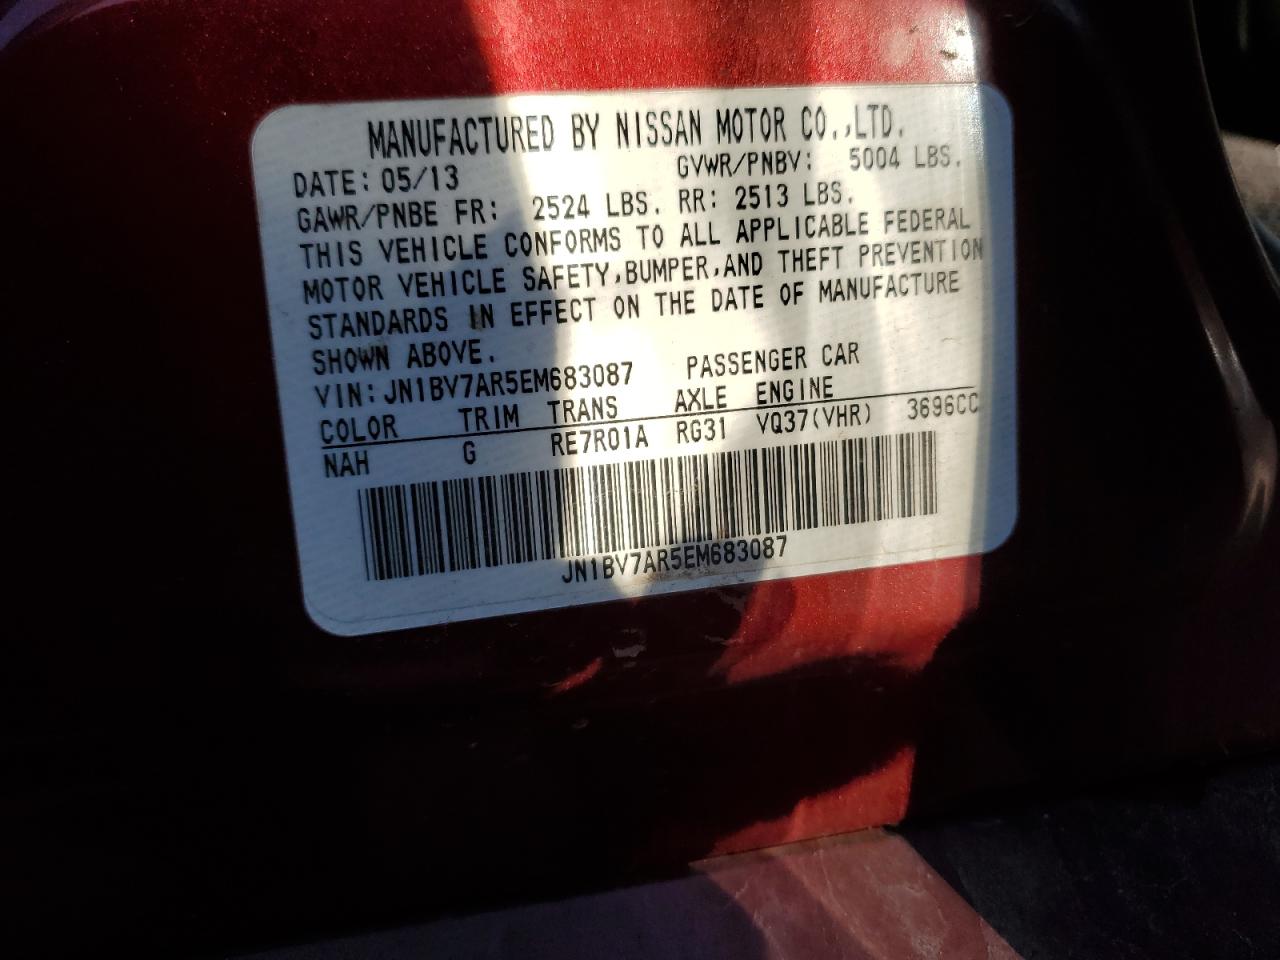 MANUFACTURED BY NISSAN MOTOR CO.,LTD.
DATE: 05/13 GVWR/PNBV: 5004 LBS.
GAWR/PNBE FR: 2524 LBS. RR: 2513 LBS.
THIS VEHICLE CONFORMS TO ALL APPLICABLE FEDERAL
MOTOR VEHICLE SAFETY,BUMPER,AND THEFT PREVENTION
STANDARDS IN EFFECT ON THE DATE OF MANUFACTURE
SHOWN ABOVE.
VIN:JN1BV7AR5EM683087 PASSENGER CAR
COLOR TRIM TRANS AXLE ENGINE
NAH G RE7R01A RG31 VQ37(VHR) 3696CC
JN1BV7AR5EM683087